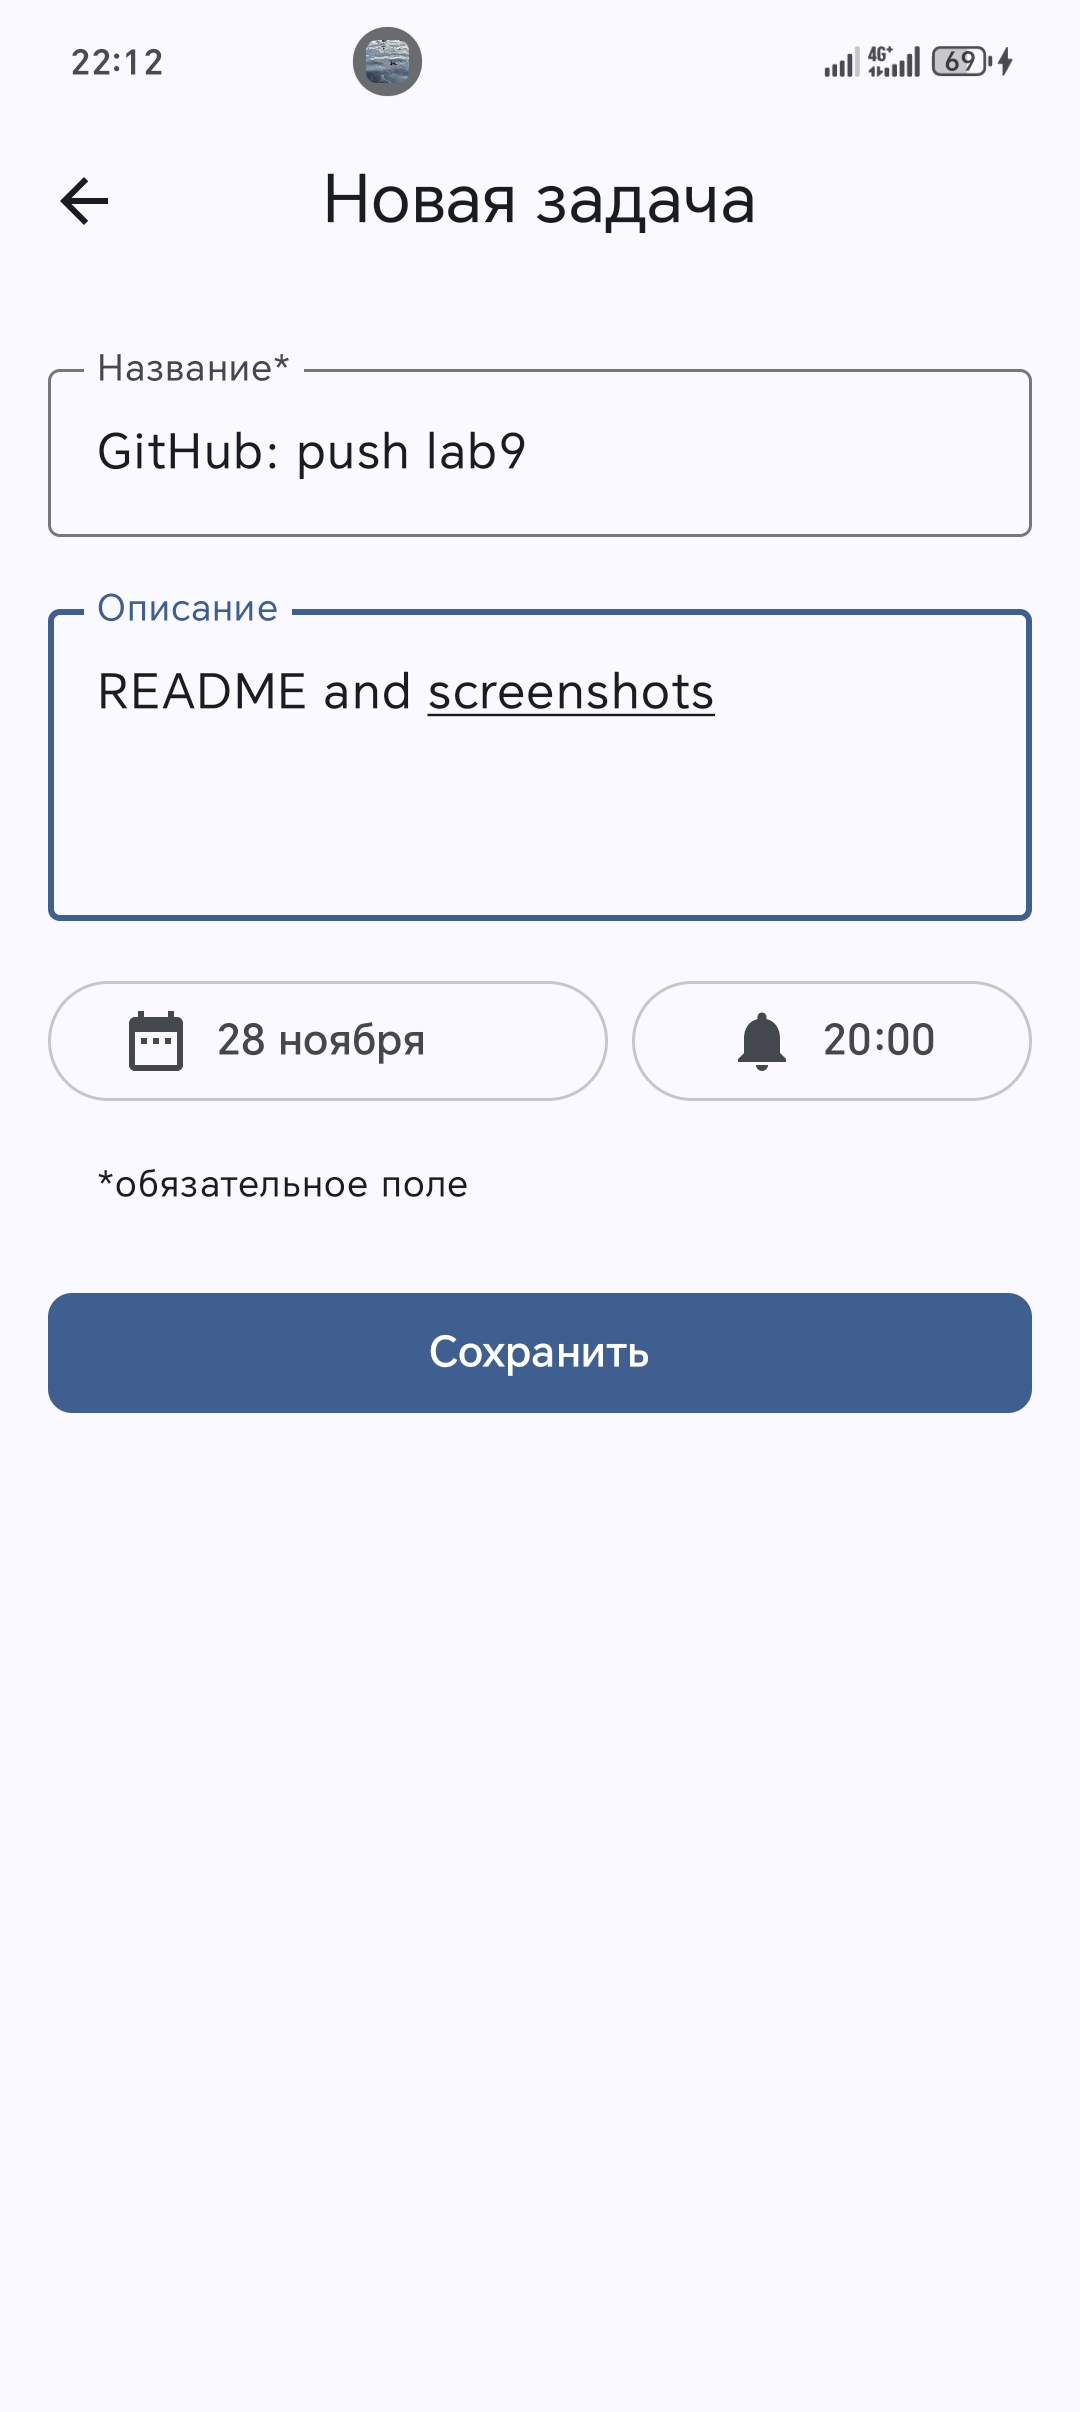 22:12
4G+
69
Новая задача
Название*
GitHub: push lab9
Описание
README and screenshots
28 ноября
20:00
*обязательное поле
Сохранить